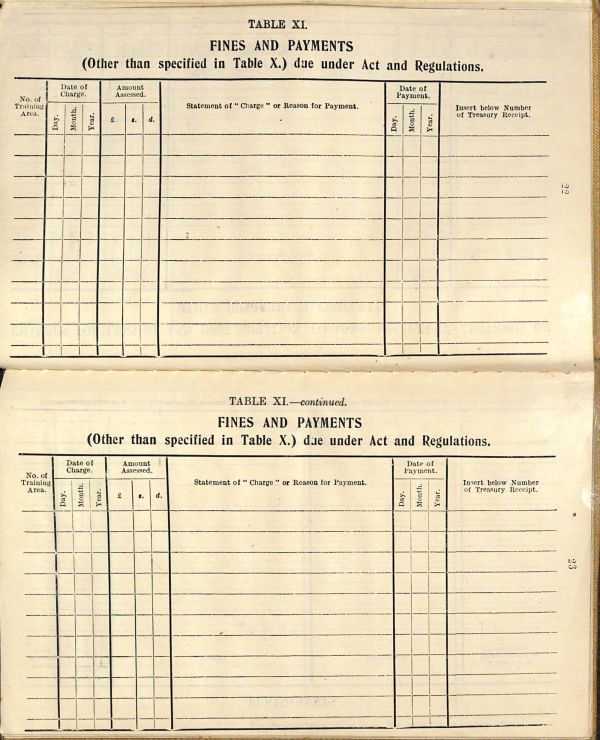 TABLE XI.
FINES AND PAYMENTS
(Other than specified in Table X.) due under Act and Regulations.
No. of Training Area.
Date of Charge.
Day.
Month.
Year.
Amount Assessed.
£
s.
d.
Statement of "Charge" or Reason for Payment.
Date of Payment.
Day.
Month.
Year.
Insert below Number of Treasury Receipt.
22
TABLE XI.—continued.
FINES AND PAYMENTS
(Other than specified in Table X.) due under Act and Regulations.
No. of Training Area.
Date of Charge.
Day.
Month.
Year.
Amount Assessed.
£
s.
d.
Statement of "Charge" or Reason for Payment.
Date of Payment.
Day.
Month.
Year.
Insert below Number of Treasury Receipt.
23